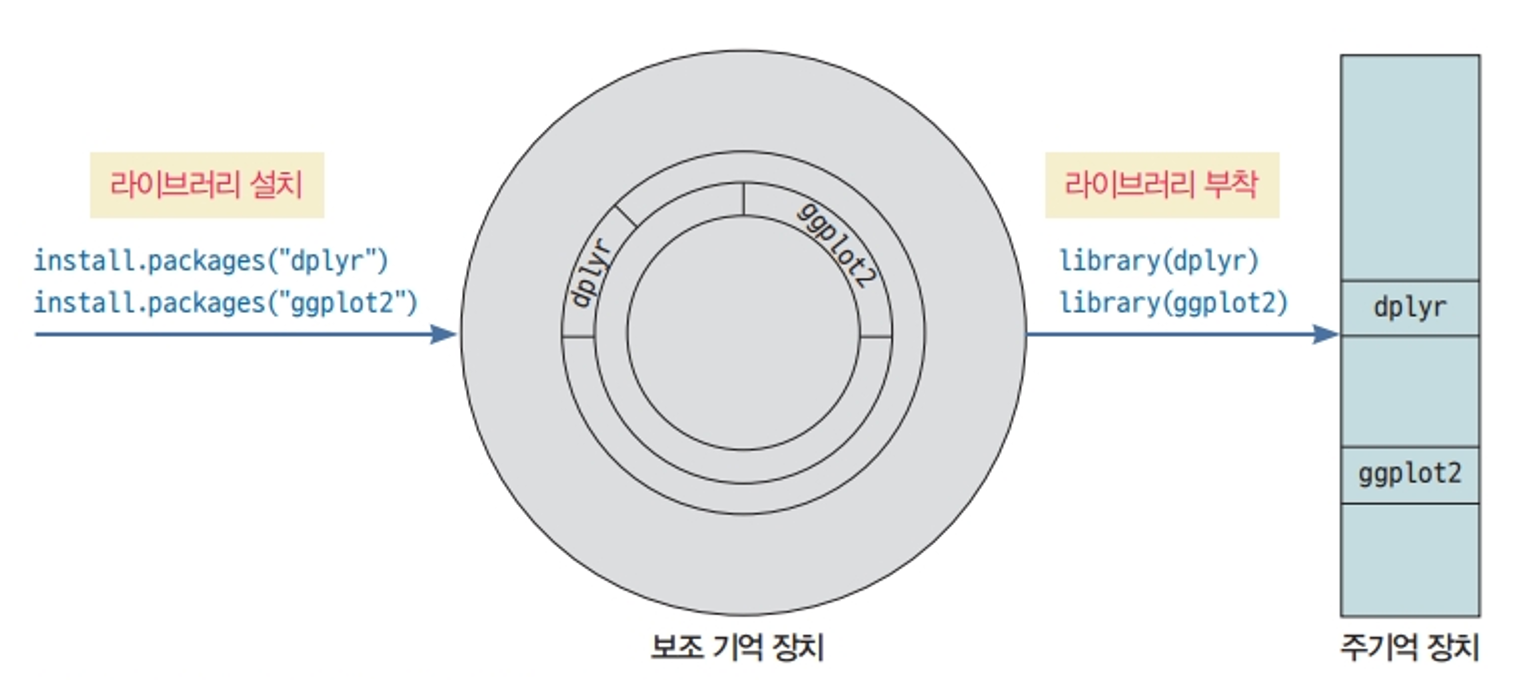 라이브러리 설치
install.packages("dplyr")
install.packages("ggplot2")
dplyr
ggplot2
보조 기억 장치
라이브러리 부착
library(dplyr)
library(ggplot2)
dplyr
ggplot2
주기억 장치